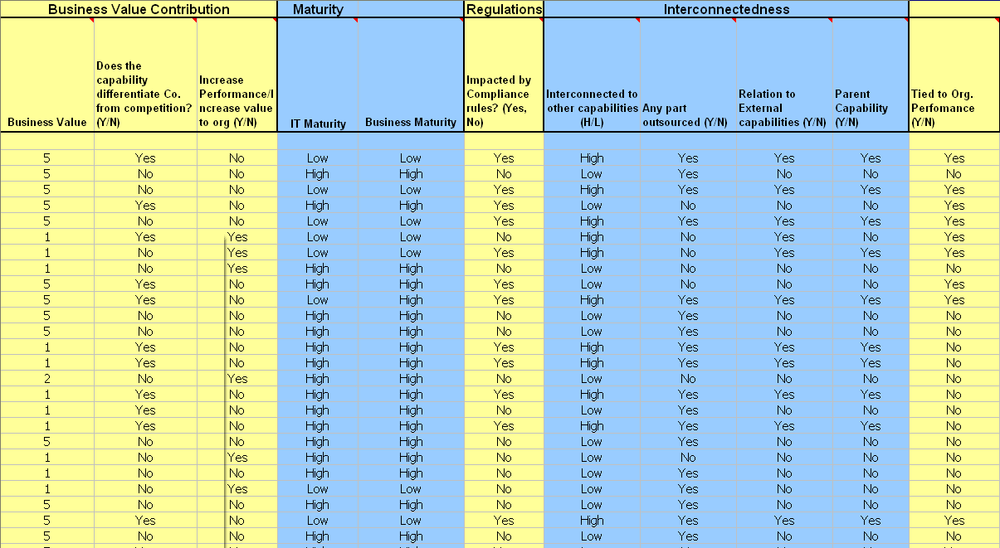 Business Value Contribution Maturity Regulations Interconnectedness
Does the
capability Increase
differentiate Co. Performance/I Impacted by Relation to Parent Tied to Org.
from competition? ncrease value Compliance Interconnected to External Capability Perfomance
Business Value (Y/N) to org (Y/N) IT Maturity Business Maturity rules? (Yes, No) other capabilities (H/L) Any part outsourced (Y/N) capabilities (Y/N) (Y/N) (Y/N)
5 Yes No Low Low Yes High Yes Yes Yes Yes
5 No No High High No Low Yes No No No
5 No No Low Low Yes High Yes Yes Yes Yes
5 Yes No High High Yes Low No No No Yes
5 No No Low Low Yes High Yes Yes Yes Yes
1 Yes Yes Low Low No High No Yes No Yes
1 No Yes Low Low Yes High No Yes Yes Yes
1 No Yes High High No Low No No No No
5 Yes No High High Yes Low No No No Yes
5 Yes No Low High Yes High Yes Yes Yes Yes
5 No No High High No Low Yes No No No
5 No No High High No Low Yes No No No
1 Yes No High High Yes High Yes Yes Yes No
1 Yes No High High Yes High Yes Yes Yes No
2 No Yes High High No Low No No No No
1 Yes No High High Yes High Yes Yes Yes No
1 Yes No High High No Low Yes No No No
1 Yes No High High Yes High Yes Yes Yes No
5 No No High High No Low Yes No No No
1 No Yes High High No Low No No No No
1 No No High High No Low Yes No No No
1 No Yes Low Low No Low Yes No No No
5 No No High High No Low Yes No No No
5 Yes No Low Low Yes High Yes Yes Yes Yes
5 No No High High No Low Yes No No No